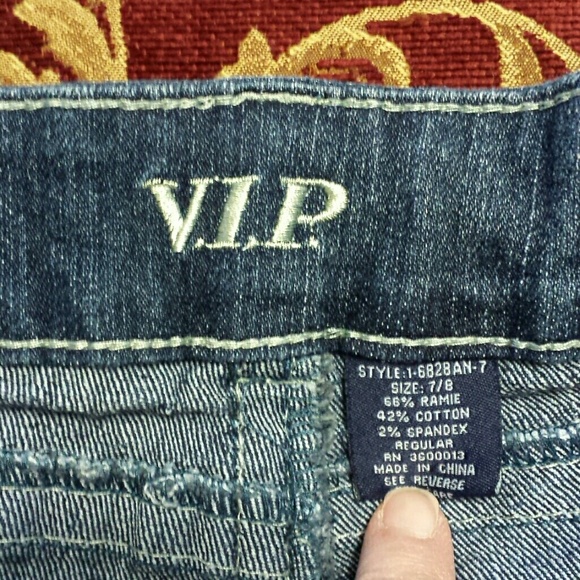 V.I.P.
STYLE:1-6828AN-7
SIZE: 7/8
56% RAMIE
42% COTTON
2% SPANDEX
REGULAR
RN 3600013
MADE IN CHINA
SEE REVERSE